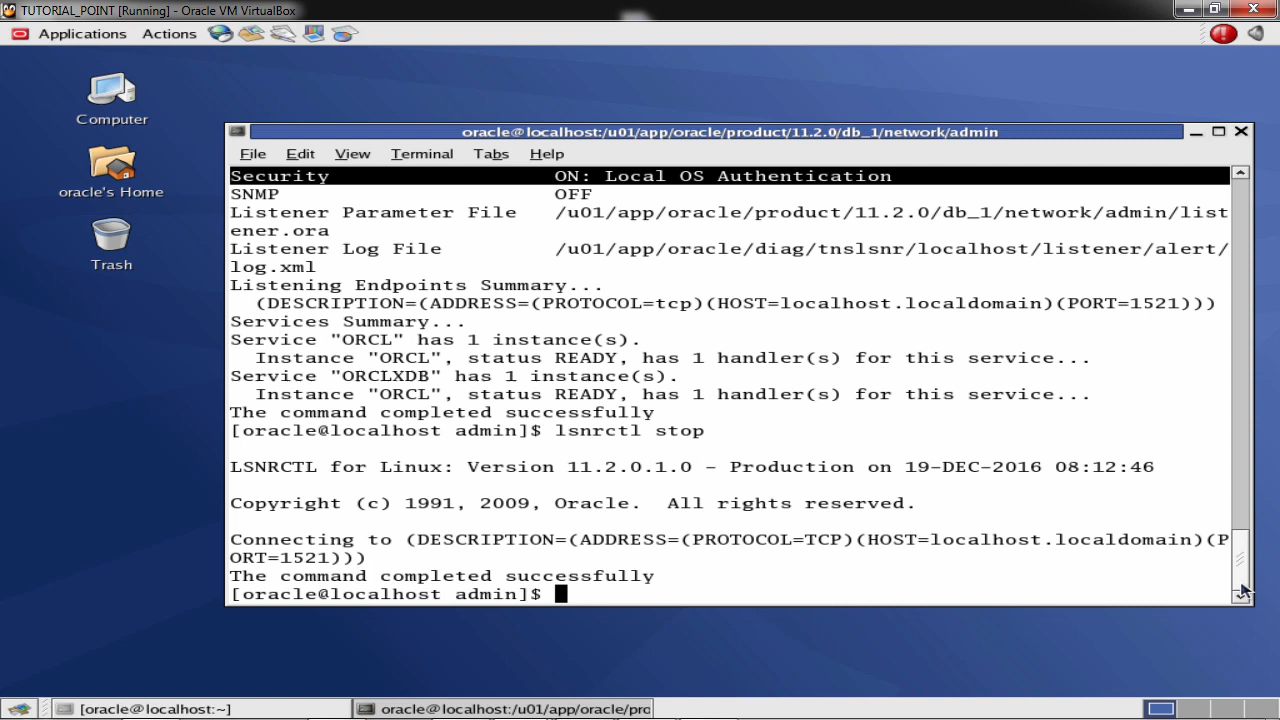 TUTORIAL_POINT [Running] - Oracle VM VirtualBox
Applications Actions
Computer
oracle's Home
Trash
oracle@localhost:/u01/app/oracle/product/11.2.0/db_1/network/admin
File Edit View Terminal Tabs Help
Security ON: Local OS Authentication
SNMP OFF
Listener Parameter File /u01/app/oracle/product/11.2.0/db_1/network/admin/list
ener.ora
Listener Log File /u01/app/oracle/diag/tnslsnr/localhost/listener/alert/
log.xml
Listening Endpoints Summary...
(DESCRIPTION=(ADDRESS=(PROTOCOL=tcp)(HOST=localhost.localdomain)(PORT=1521)))
Services Summary...
Service "ORCL" has 1 instance(s).
Instance "ORCL", status READY, has 1 handler(s) for this service...
Service "ORCLXDB" has 1 instance(s).
Instance "ORCL", status READY, has 1 handler(s) for this service...
The command completed successfully
[oracle@localhost admin]$ lsnrctl stop
LSNRCTL for Linux: Version 11.2.0.1.0 - Production on 19-DEC-2016 08:12:46
Copyright (c) 1991, 2009, Oracle. All rights reserved.
Connecting to (DESCRIPTION=(ADDRESS=(PROTOCOL=TCP)(HOST=localhost.localdomain)(P
ORT=1521)))
The command completed successfully
[oracle@localhost admin]$
[oracle@localhost:~] oracle@localhost:/u01/app/oracle/pro